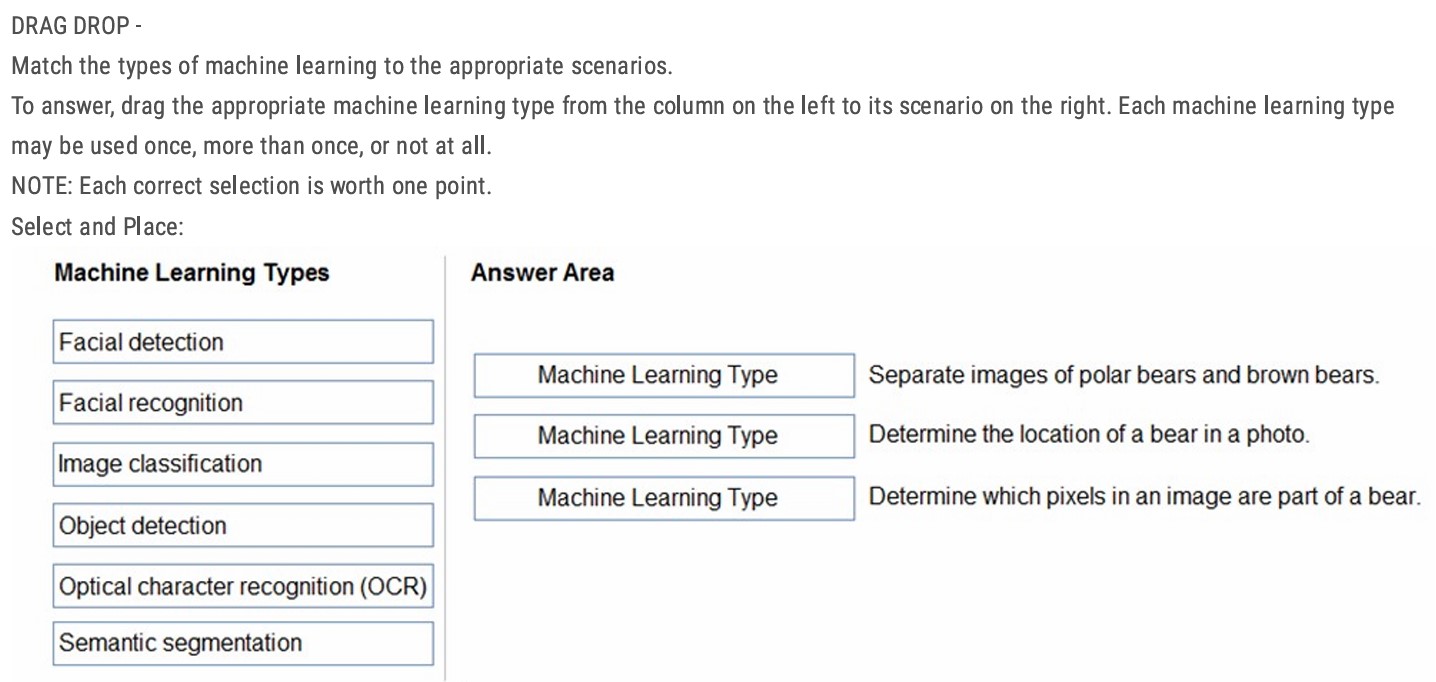 DRAG DROP -
Match the types of machine learning to the appropriate scenarios.
To answer, drag the appropriate machine learning type from the column on the left to its scenario on the right. Each machine learning type
may be used once, more than once, or not at all.
NOTE: Each correct selection is worth one point.
Select and Place:
Machine Learning Types
Facial detection
Facial recognition
Image classification
Object detection
Optical character recognition (OCR)
Semantic segmentation
Answer Area
Machine Learning Type Separate images of polar bears and brown bears.
Machine Learning Type Determine the location of a bear in a photo.
Machine Learning Type Determine which pixels in an image are part of a bear.